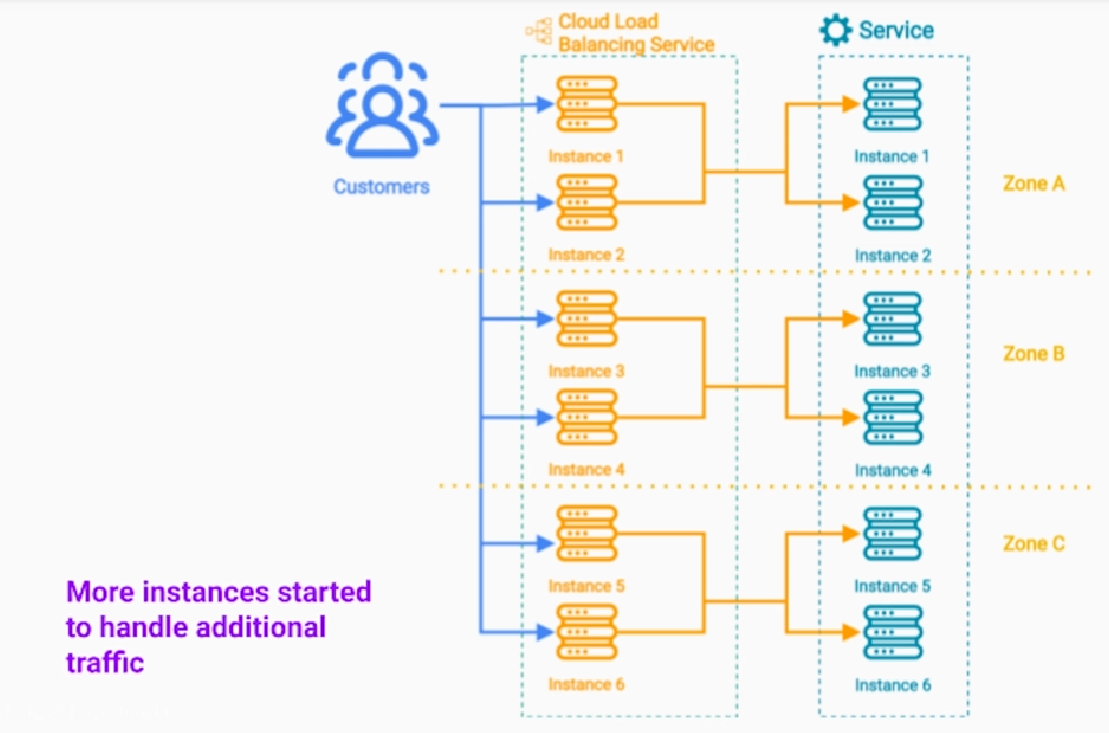 Cloud Load
Balancing Service
Service
Customers
Instance 1
Instance 1
Zone A
Instance 2
Instance 2
Instance 3
Instance 3
Zone B
Instance 4
Instance 4
Instance 5
Instance 5
Zone C
Instance 6
Instance 6
More instances started
to handle additional
traffic